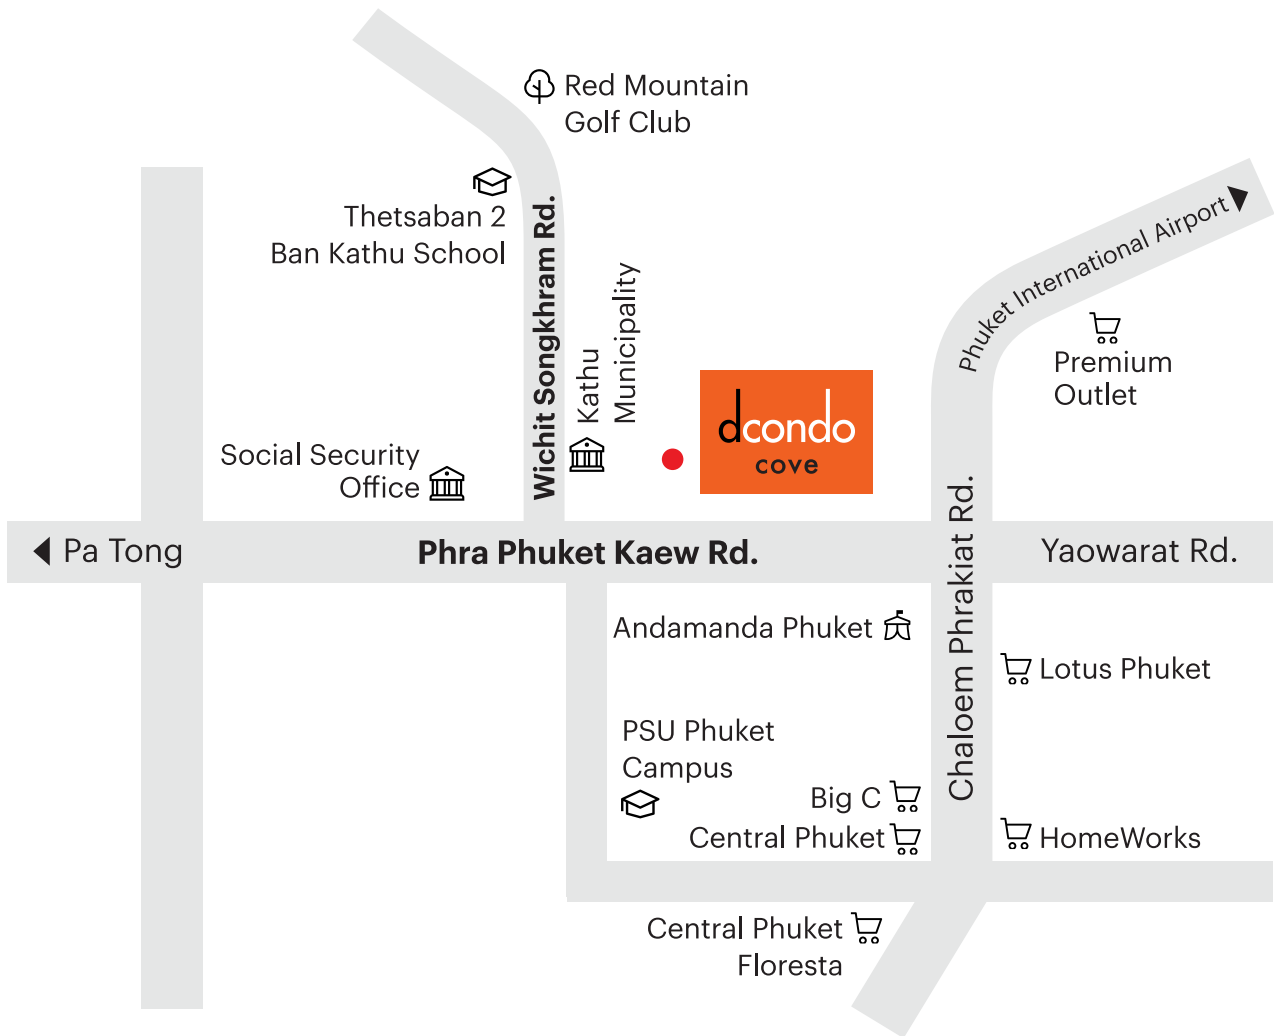 Red Mountain
Golf Club
Thetsaban 2
Ban Kathu School
Wichit Songkhram Rd.
Kathu
Municipality
Phuket International Airport
Premium
Outlet
dcondo
cove
Social Security
Office
Pa Tong
Phra Phuket Kaew Rd.
Yaowarat Rd.
Chaloem Phrakiat Rd.
Andamanda Phuket
Lotus Phuket
PSU Phuket
Campus
Big C
Central Phuket
HomeWorks
Central Phuket
Floresta